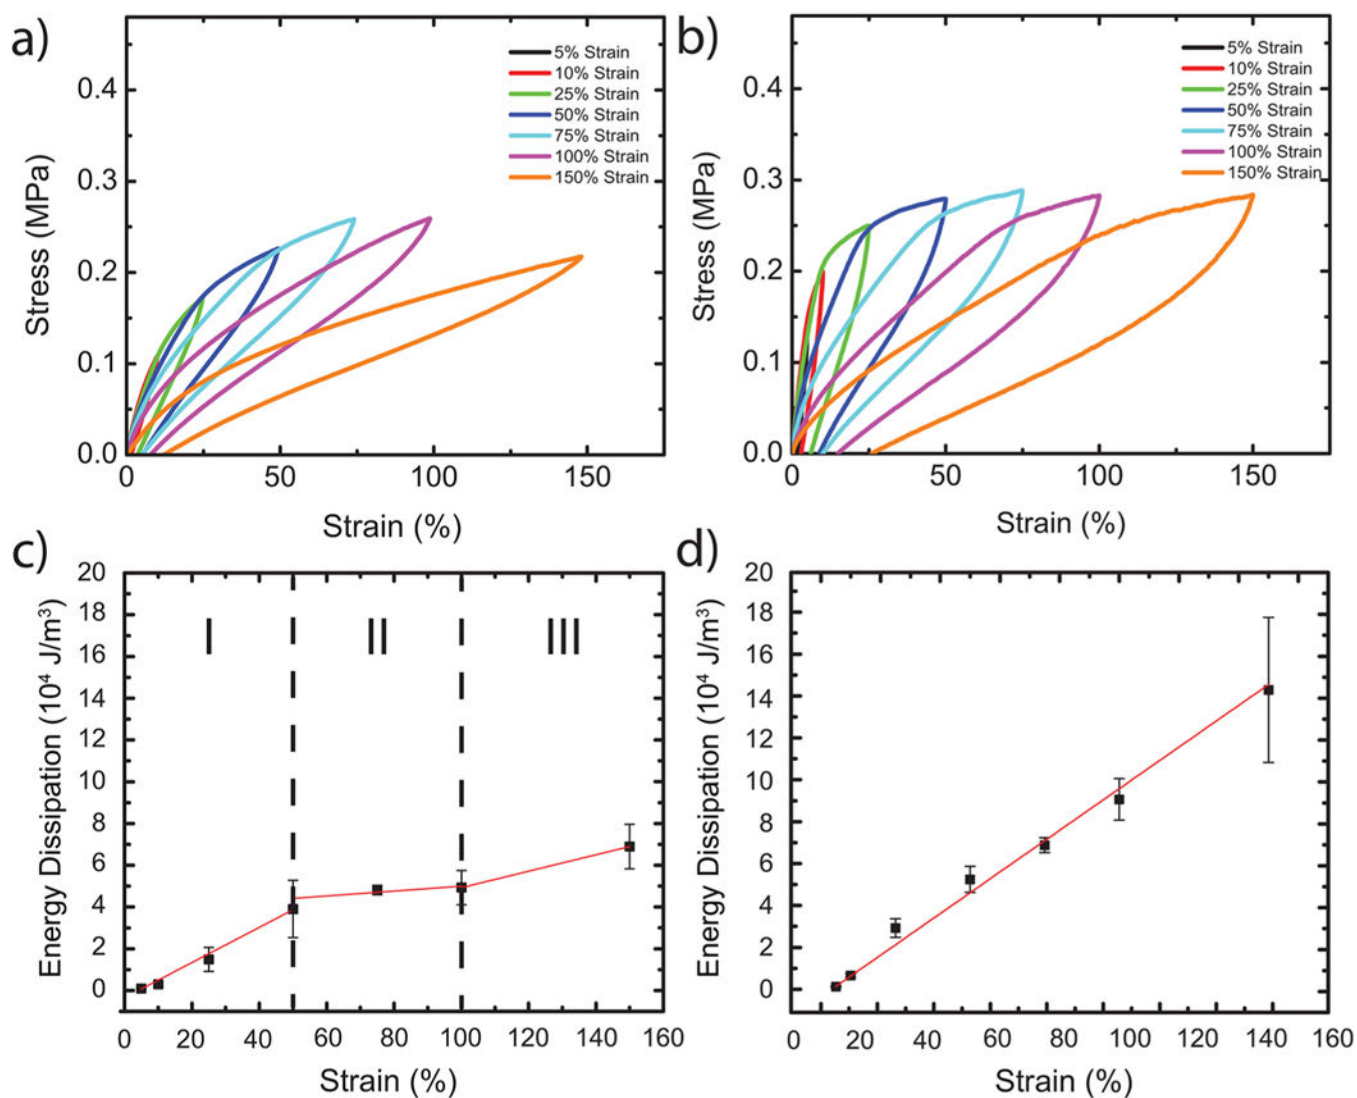 a)
5% Strain
10% Strain
25% Strain
50% Strain
75% Strain
100% Strain
150% Strain
0.4
0.3
0.2
0.1
0.0
Stress (MPa)
0 50 100 150
Strain (%)
b)
5% Strain
10% Strain
25% Strain
50% Strain
75% Strain
100% Strain
150% Strain
0.4
0.3
0.2
0.1
0.0
Stress (MPa)
0 50 100 150
Strain (%)
c)
20
18
16
14
12
10
8
6
4
2
0
Energy Dissipation (10⁴ J/m³)
I II III
0 20 40 60 80 100 120 140 160
Strain (%)
d)
20
18
16
14
12
10
8
6
4
2
0
Energy Dissipation (10⁴ J/m³)
0 20 40 60 80 100 120 140 160
Strain (%)